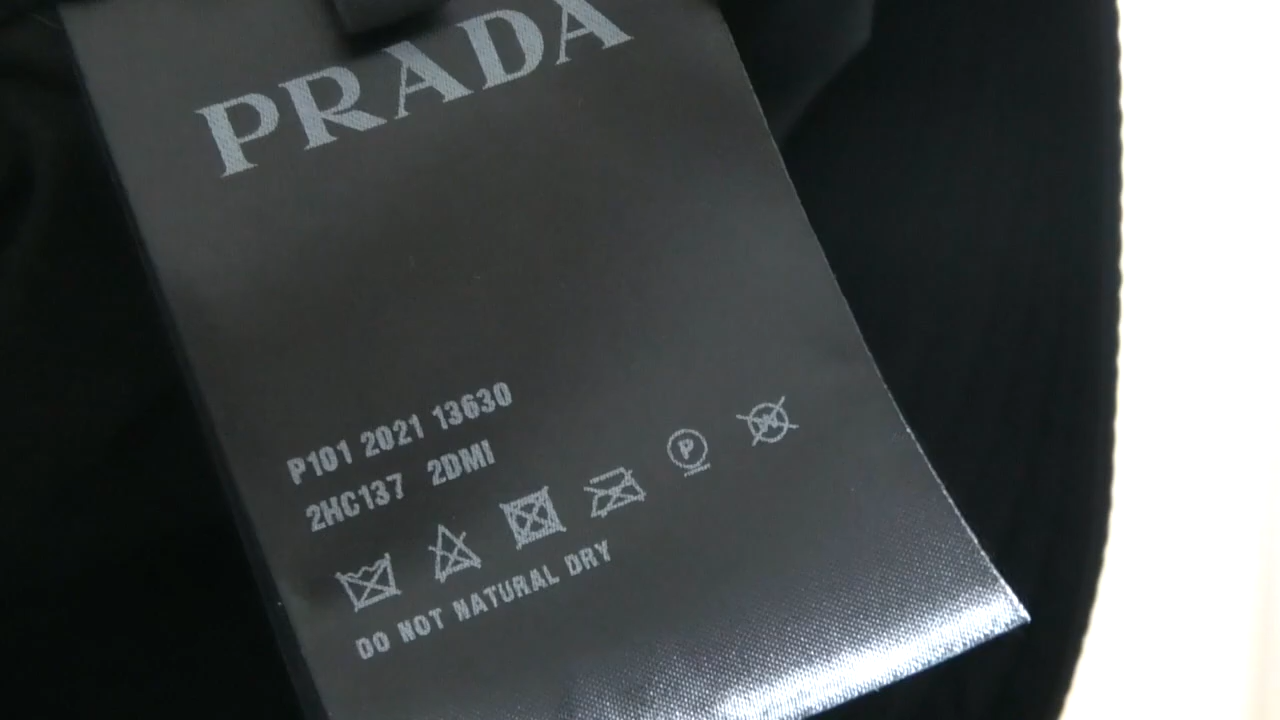 PRADA
P101 2021 13630
2HC137 2DMI
P W
DO NOT NATURAL DRY